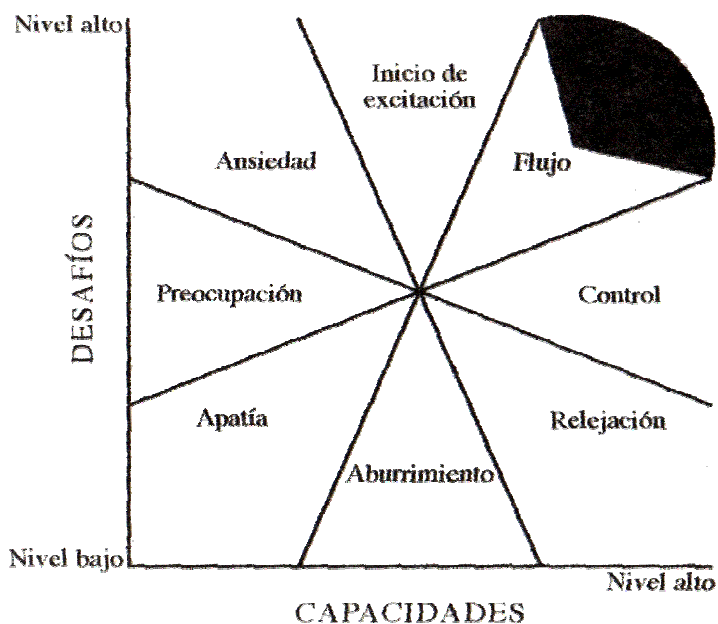 Nivel alto
Inicio de
excitación
Ansiedad
Flujo
DESAFÍOS
Preocupación
Control
Apatía
Relejación
Aburrimiento
Nivel bajo
Nivel alto
CAPACIDADES